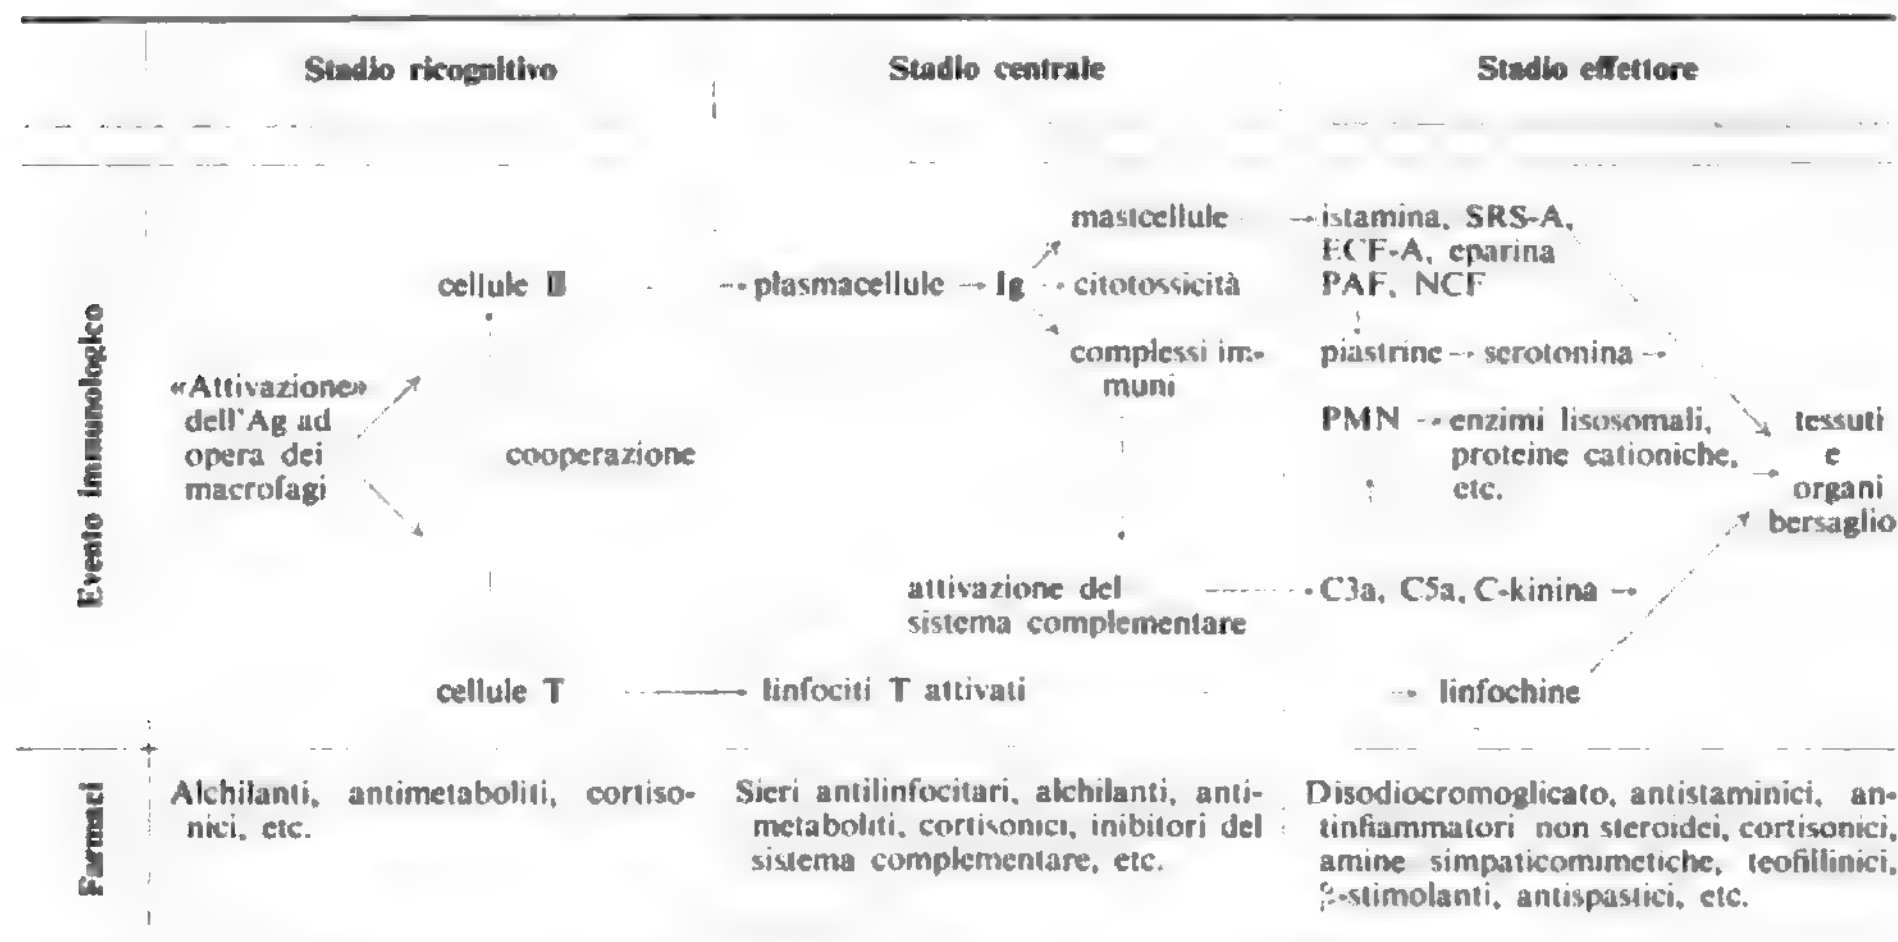 Stadio ricognitivo
Stadio centrale
Stadio effettore
Evento immunologico
«Attivazione»
dell'Ag ad
opera dei
macrofagi
cellule B
cooperazione
cellule T
plasmacellule
Ig
mastcellule
citotossicità
complessi im-
muni
attivazione del
sistema complementare
linfociti T attivati
istamina, SRS-A,
ECF-A, eparina
PAF, NCF
piastrine
serotonina
PMN
enzimi lisosomali,
proteine cationiche,
etc.
C3a, C5a, C-kinina
linfochine
tessuti
e
organi
bersaglio
Farmaci
Alchilanti, antimetaboliti, cortiso-
nici, etc.
Sieri antilinfocitari, alchilanti, anti-
metaboliti, cortisonici, inibitori del
sistema complementare, etc.
Disodiocromoglicato, antistaminici, an-
tinfiammatori non steroidei, cortisonici,
amine simpaticomimetiche, teofillinici,
β-stimolanti, antispastici, etc.